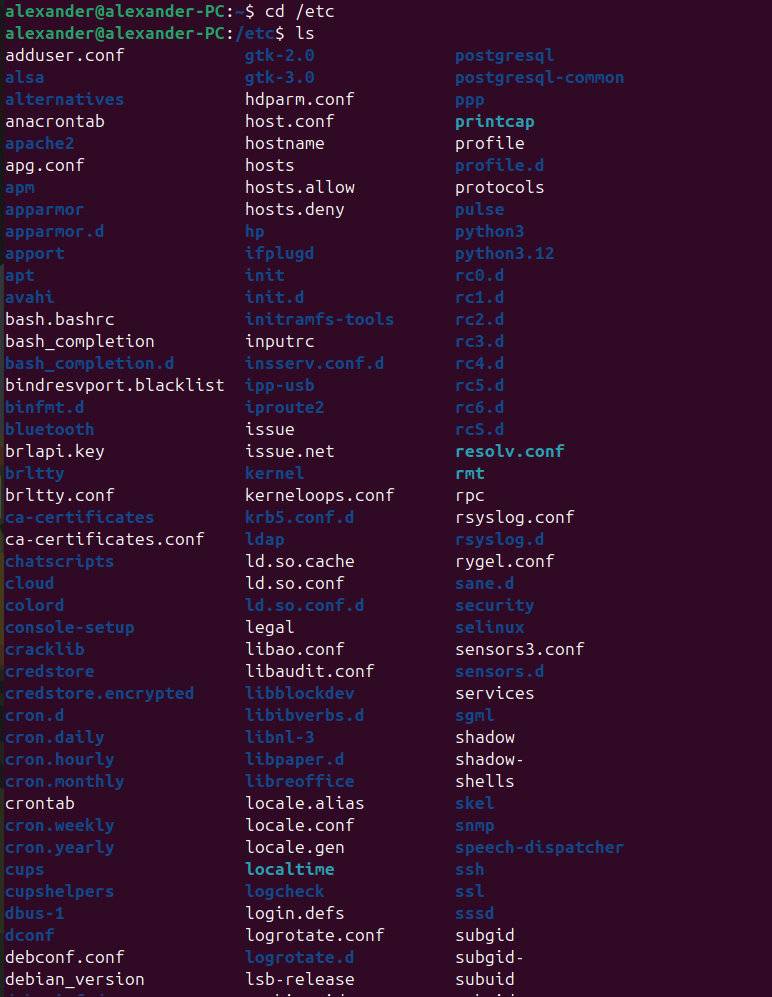 alexander@alexander-PC:~$ cd /etc
alexander@alexander-PC:/etc$ ls
adduser.conf gtk-2.0 postgresql
alsa gtk-3.0 postgresql-common
alternatives hdparm.conf ppp
anacrontab host.conf printcap
apache2 hostname profile
apg.conf hosts profile.d
apm hosts.allow protocols
apparmor hosts.deny pulse
apparmor.d hp python3
apport ifplugd python3.12
apt init rc0.d
avahi init.d rc1.d
bash.bashrc initramfs-tools rc2.d
bash_completion inputrc rc3.d
bash_completion.d insserv.conf.d rc4.d
bindresvport.blacklist ipp-usb rc5.d
binfmt.d iproute2 rc6.d
bluetooth issue rcS.d
brlapi.key issue.net resolv.conf
brltty kernel rmt
brltty.conf kerneloops.conf rpc
ca-certificates krb5.conf.d rsyslog.conf
ca-certificates.conf ldap rsyslog.d
chatscripts ld.so.cache rygel.conf
cloud ld.so.conf sane.d
colord ld.so.conf.d security
console-setup legal selinux
cracklib libao.conf sensors3.conf
credstore libaudit.conf sensors.d
credstore.encrypted libblockdev services
cron.d libibverbs.d sgml
cron.daily libnl-3 shadow
cron.hourly libpaper.d shadow-
cron.monthly libreoffice shells
crontab locale.alias skel
cron.weekly locale.conf snmp
cron.yearly locale.gen speech-dispatcher
cups localtime ssh
cupshelpers logcheck ssl
dbus-1 login.defs sssd
dconf logrotate.conf subgid
debconf.conf logrotate.d subgid-
debian_version lsb-release subuid